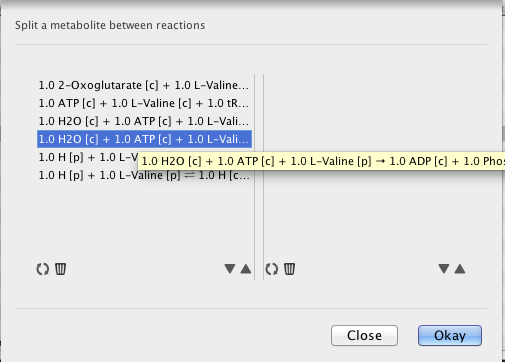 Split a metabolite between reactions
1.0 2-Oxoglutarate [c] + 1.0 L-Valine...
1.0 ATP [c] + 1.0 L-Valine [c] + 1.0 tR...
1.0 H2O [c] + 1.0 ATP [c] + 1.0 L-Vali...
1.0 H2O [c] + 1.0 ATP [c] + 1.0 L-Vali...
1.0 H [p] + 1.0 L-V
1.0 H2O [c] + 1.0 ATP [c] + 1.0 L-Valine [p] → 1.0 ADP [c] + 1.0 Phos
1.0 H [p] + 1.0 L-Valine [p] ⇌ 1.0 H [c...
Close
Okay